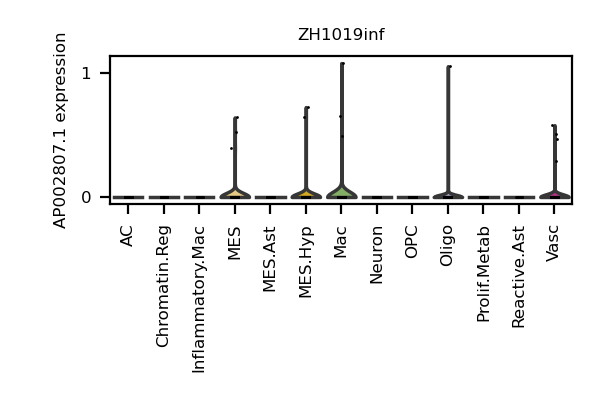 ZH1019inf
AP002807.1 expression
1
0
AC
Chromatin.Reg
Inflammatory.Mac
MES
MES.Ast
MES.Hyp
Mac
Neuron
OPC
Oligo
Prolif.Metab
Reactive.Ast
Vasc